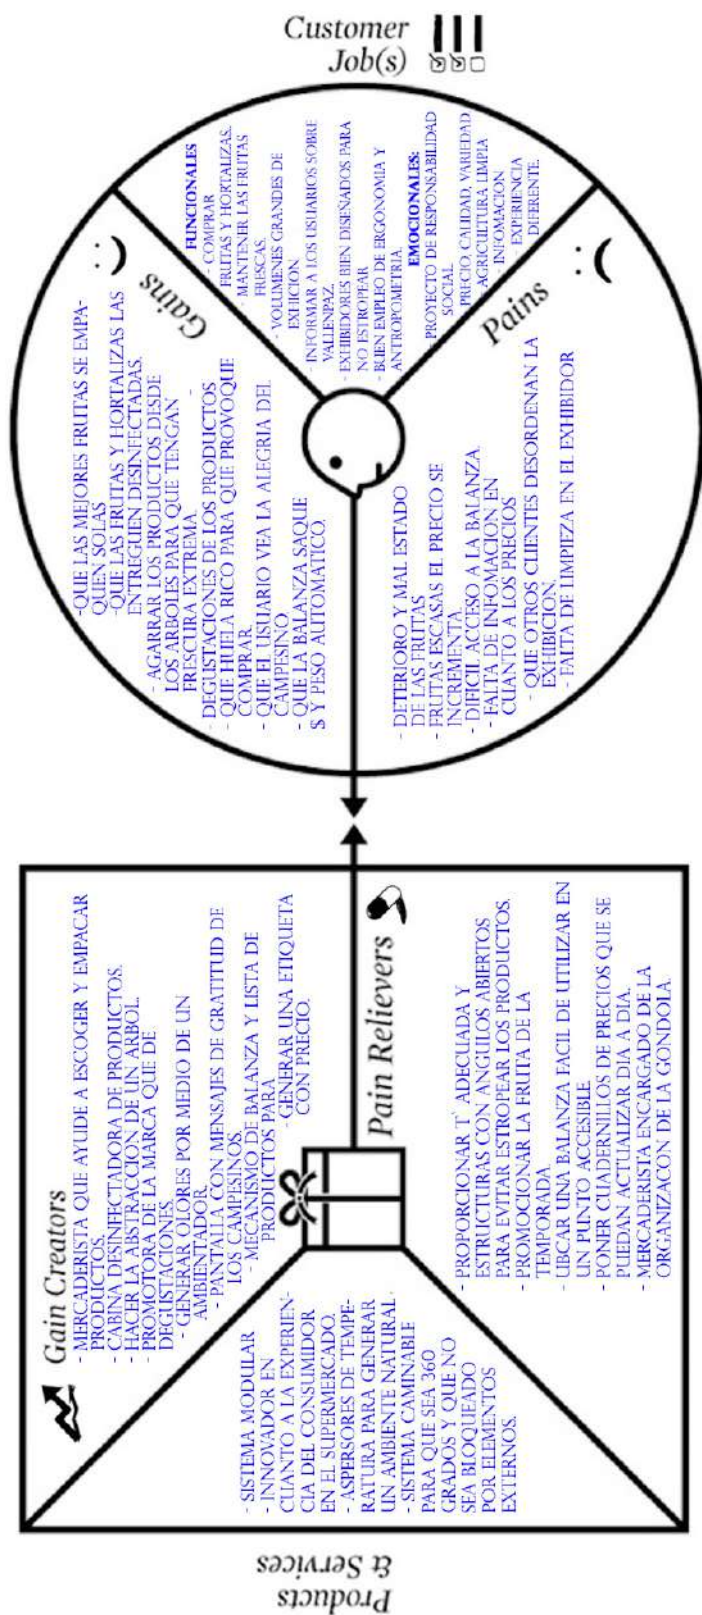 Products
& Services
Gain Creators
- MERCADERISTA QUE AYUDE A ESCOGER Y EMPACAR
PRODUCTOS.
- CABINA DESINFECTADORA DE PRODUCTOS.
- HACER LA ABSTRACCION DE UN ARBOL.
- PROMOTORA DE LA MARCA QUE DE
DEGUSTACIONES.
- GENERAR OLORES POR MEDIO DE UN
AMBIENTADOR.
- PANTALLA CON MENSAJES DE GRATITUD DE
LOS CAMPESINOS.
- MECANISMO DE BALANZA Y LISTA DE
PRODUCTOS PARA
- GENERAR UNA ETIQUETA
CON PRECIO.
- SISTEMA MODULAR
- INNOVADOR EN
CUANTO A LA EXPERIEN-
CIA DEL CONSUMIDOR
EN EL SUPERMERCADO.
- ASPERSORES DE TEMPE-
RATURA PARA GENERAR
UN AMBIENTE NATURAL.
- SISTEMA CAMINABLE
PARA QUE SEA 360
GRADOS Y QUE NO
SEA BLOQUEADO
POR ELEMENTOS
EXTERNOS.
Pain Relievers
- PROPORCIONAR T` ADECUADA Y
ESTRUCTURAS CON ANGULOS ABIERTOS
PARA EVITAR ESTROPEAR LOS PRODUCTOS.
- PROMOCIONAR LA FRUTA DE LA
TEMPORADA
- UBCAR UNA BALANZA FACIL DE UTILIZAR EN
UN PUNTO ACCESIBLE.
- PONER CUADERNILLOS DE PRECIOS QUE SE
PUEDAN ACTUALIZAR DIA A DIA.
- MERCADERISTA ENCARGADO DE LA
ORGANIZACON DE LA GONDOLA.
Gains
-QUE LAS MEJORES FRUTAS SE EMPA-
QUEN SOLAS
-QUE LAS FRUTAS Y HORTALIZAS LAS
ENTREGUEN DESINFECTADAS.
- AGARRAR LOS PRODUCTOS DESDE
LOS ARBOLES PARA QUE TENGAN
FRESCURA EXTREMA -
- DEGUSTACIONES DE LOS PRODUCTOS
- QUE HUELA RICO PARA QUE PROVOQUE
COMPRAR
- QUE EL USUARIO VEA LA ALEGRIA DEL
CAMPESINO
- QUE LA BALANZA SAQUE
$ Y PESO AUTOMATICO.
Customer
Job(s)
FUNCIONALES
- COMPRAR
FRUTAS Y HORTALIZAS.
- MANTENER LAS FRUTAS
FRESCAS.
- VOLUMENES GRANDES DE
EXHICION
- INFORMAR A LOS USUARIOS SOBRE
VALLENPAZ
- EXHIBIDORES BIEN DISEÑADOS PARA
NO ESTROPEAR
- BUEN EMPLEO DE ERGONOMIA Y
ANTROPOMETRIA
EMOCIONALES:
- PROYECTO DE RESPONSABILIDAD
SOCIAL
PRECIO, CALIDAD, VARIEDAD
AGRICULTURA LIMPIA
- INFOMACION
- EXPERIENCIA
DIFERENTE.
Pains
- DETERIORO Y MAL ESTADO
DE LAS FRUTAS
- FRUTAS ESCASAS EL PRECIO SE
INCREMENTA.
- DIFICIL ACCESO A LA BALANZA.
- FALTA DE INFOMACION EN
CUANTO A LOS PRECIOS
- QUE OTROS CLIENTES DESORDENAN LA
EXHIBICION.
- FALTA DE LIMPIEZA EN EL EXHIBIDOR